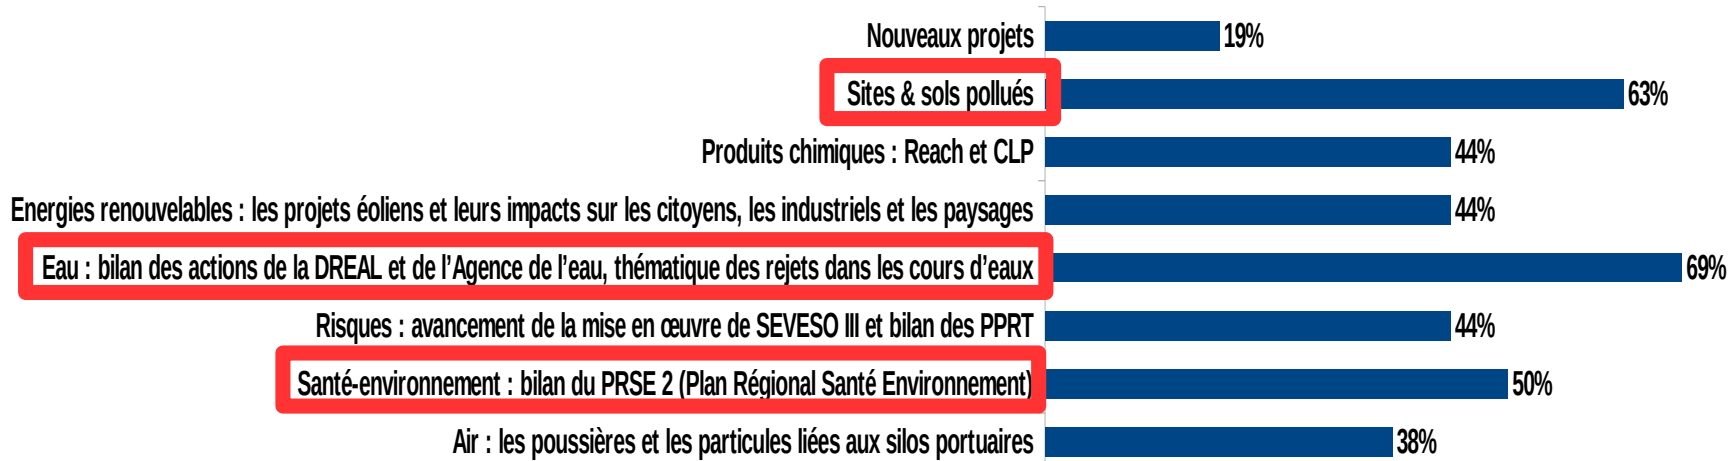 Nouveaux projets 19%
Sites & sols pollués 63%
Produits chimiques : Reach et CLP 44%
Energies renouvelables : les projets éoliens et leurs impacts sur les citoyens, les industriels et les paysages 44%
Eau : bilan des actions de la DREAL et de l’Agence de l’eau, thématique des rejets dans les cours d’eaux 69%
Risques : avancement de la mise en œuvre de SEVESO III et bilan des PPRT 44%
Santé-environnement : bilan du PRSE 2 (Plan Régional Santé Environnement) 50%
Air : les poussières et les particules liées aux silos portuaires 38%